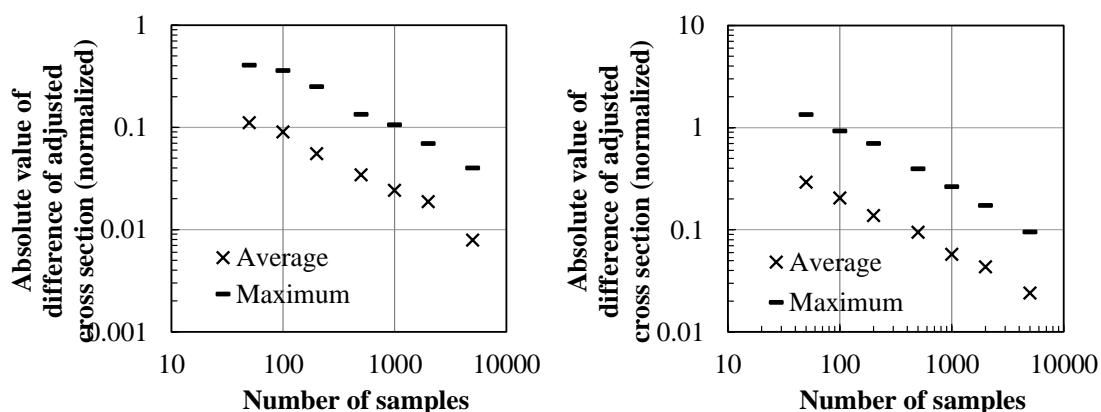 Absolute value of
difference of adjusted
cross section (normalized)
1
0.1
0.01
0.001
Average
Maximum
10 100 1000 10000
Number of samples
Absolute value of
difference of adjusted
cross section (normalized)
10
1
0.1
0.01
Average
Maximum
10 100 1000 10000
Number of samples